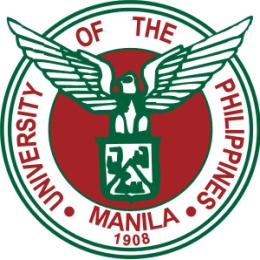 UNIVERSITY OF THE PHILIPPINES
MANILA
1908